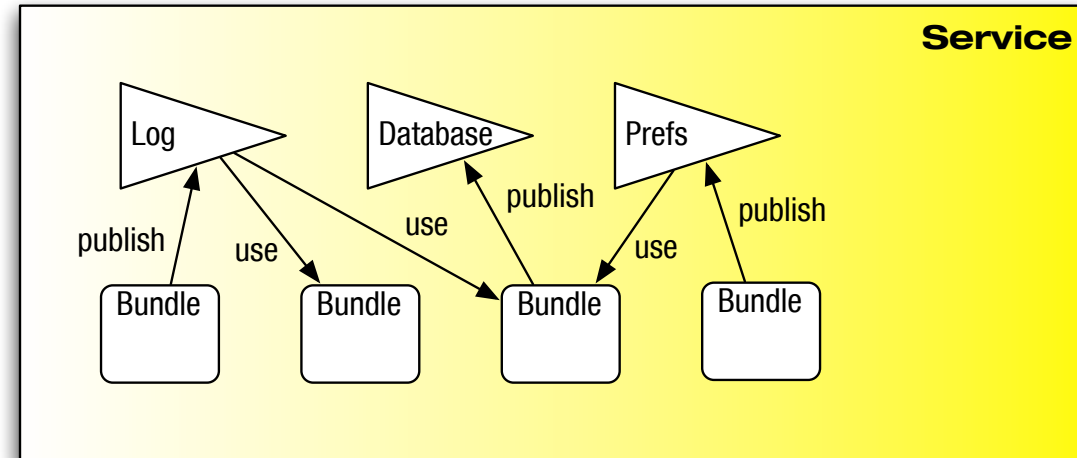 Service
Log
Database
Prefs
publish
use
use
publish
use
publish
Bundle
Bundle
Bundle
Bundle